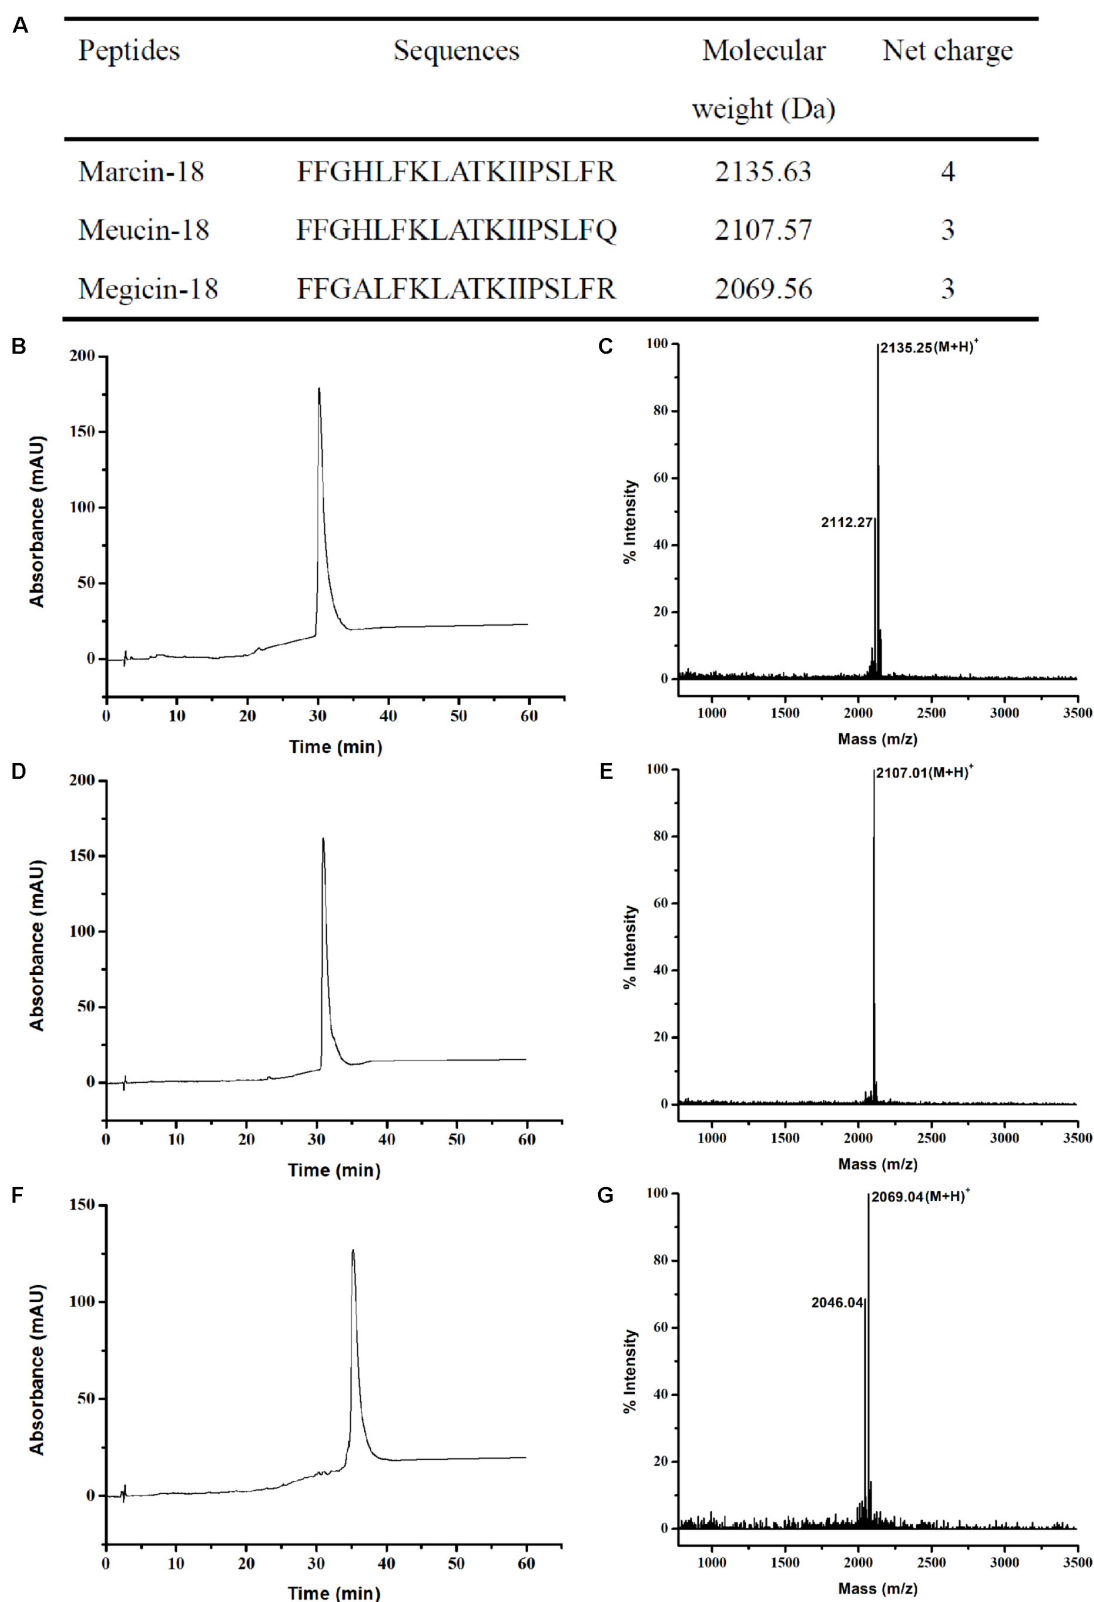 A
Peptides Sequences Molecular weight (Da) Net charge
Marcin-18 FFGHLFKLATKIIPSLFR 2135.63 4
Meucin-18 FFGHLFKLATKIIPSLFQ 2107.57 3
Megicin-18 FFGALFKLATKIIPSLFR 2069.56 3
B
200
150
100
50
0
Absorbance (mAU)
0 10 20 30 40 50 60
Time (min)
C
100
80
60
40
20
0
% Intensity
2135.25(M+H)+
2112.27
1000 1500 2000 2500 3000 3500
Mass (m/z)
D
200
150
100
50
0
Absorbance (mAU)
0 10 20 30 40 50 60
Time (min)
E
100
80
60
40
20
0
% Intensity
2107.01(M+H)+
1000 1500 2000 2500 3000 3500
Mass (m/z)
F
150
100
50
0
Absorbance (mAU)
0 10 20 30 40 50 60
Time (min)
G
100
80
60
40
20
0
% Intensity
2069.04(M+H)+
2046.04
1000 1500 2000 2500 3000 3500
Mass (m/z)